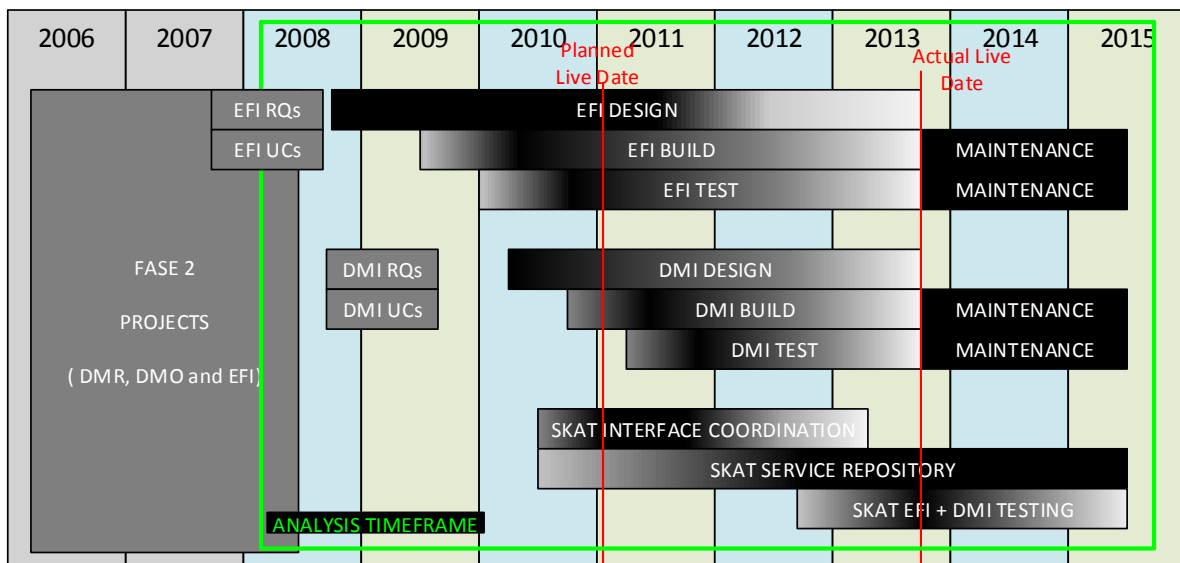 2006 2007 2008 2009 2010 2011 2012 2013 2014 2015
Planned
Live Date
Actual Live
Date
EFI RQs
EFI DESIGN
EFI UCs
EFI BUILD
MAINTENANCE
EFI TEST
MAINTENANCE
FASE 2
PROJECTS
( DMR, DMO and EFI)
DMI RQs
DMI DESIGN
DMI UCs
DMI BUILD
MAINTENANCE
DMI TEST
MAINTENANCE
SKAT INTERFACE COORDINATION
SKAT SERVICE REPOSITORY
SKAT EFI + DMI TESTING
ANALYSIS TIMEFRAME